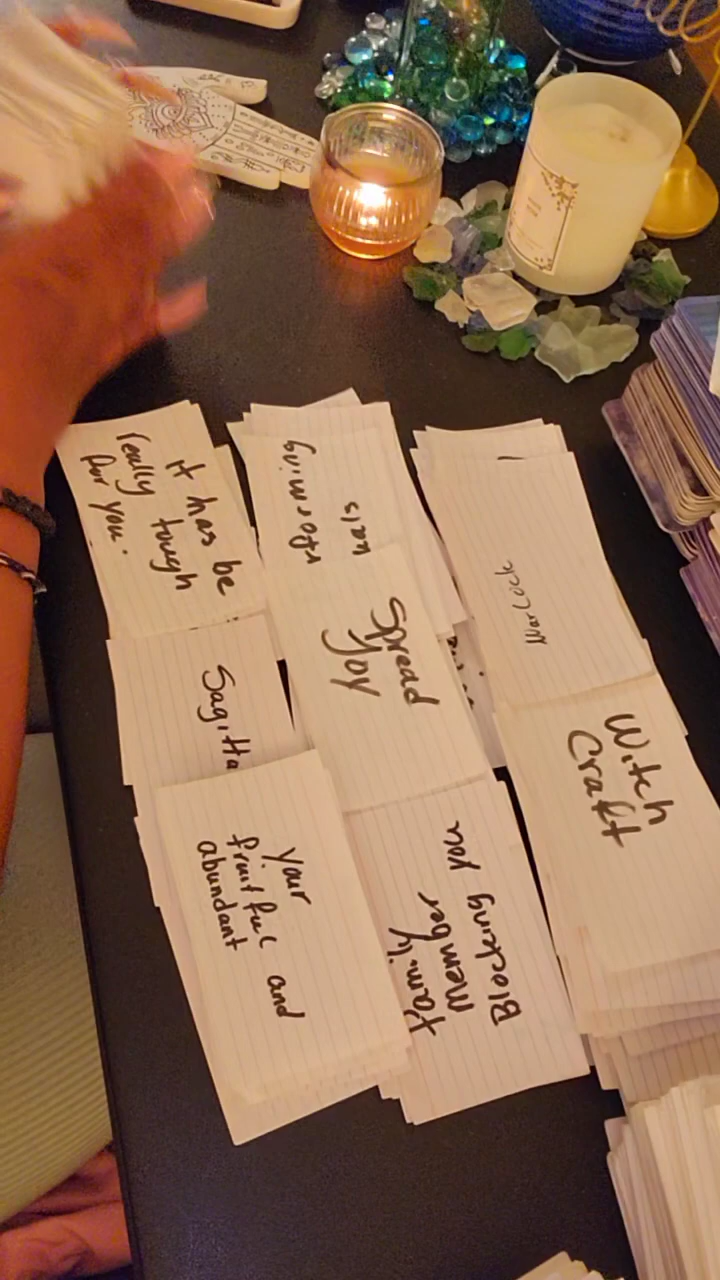 It has be
really tough
for you.
Spread
Joy
Warlock
Sagitta
Witch
Craft
Your
fruitful and
abundant
Blocking you
Member
family